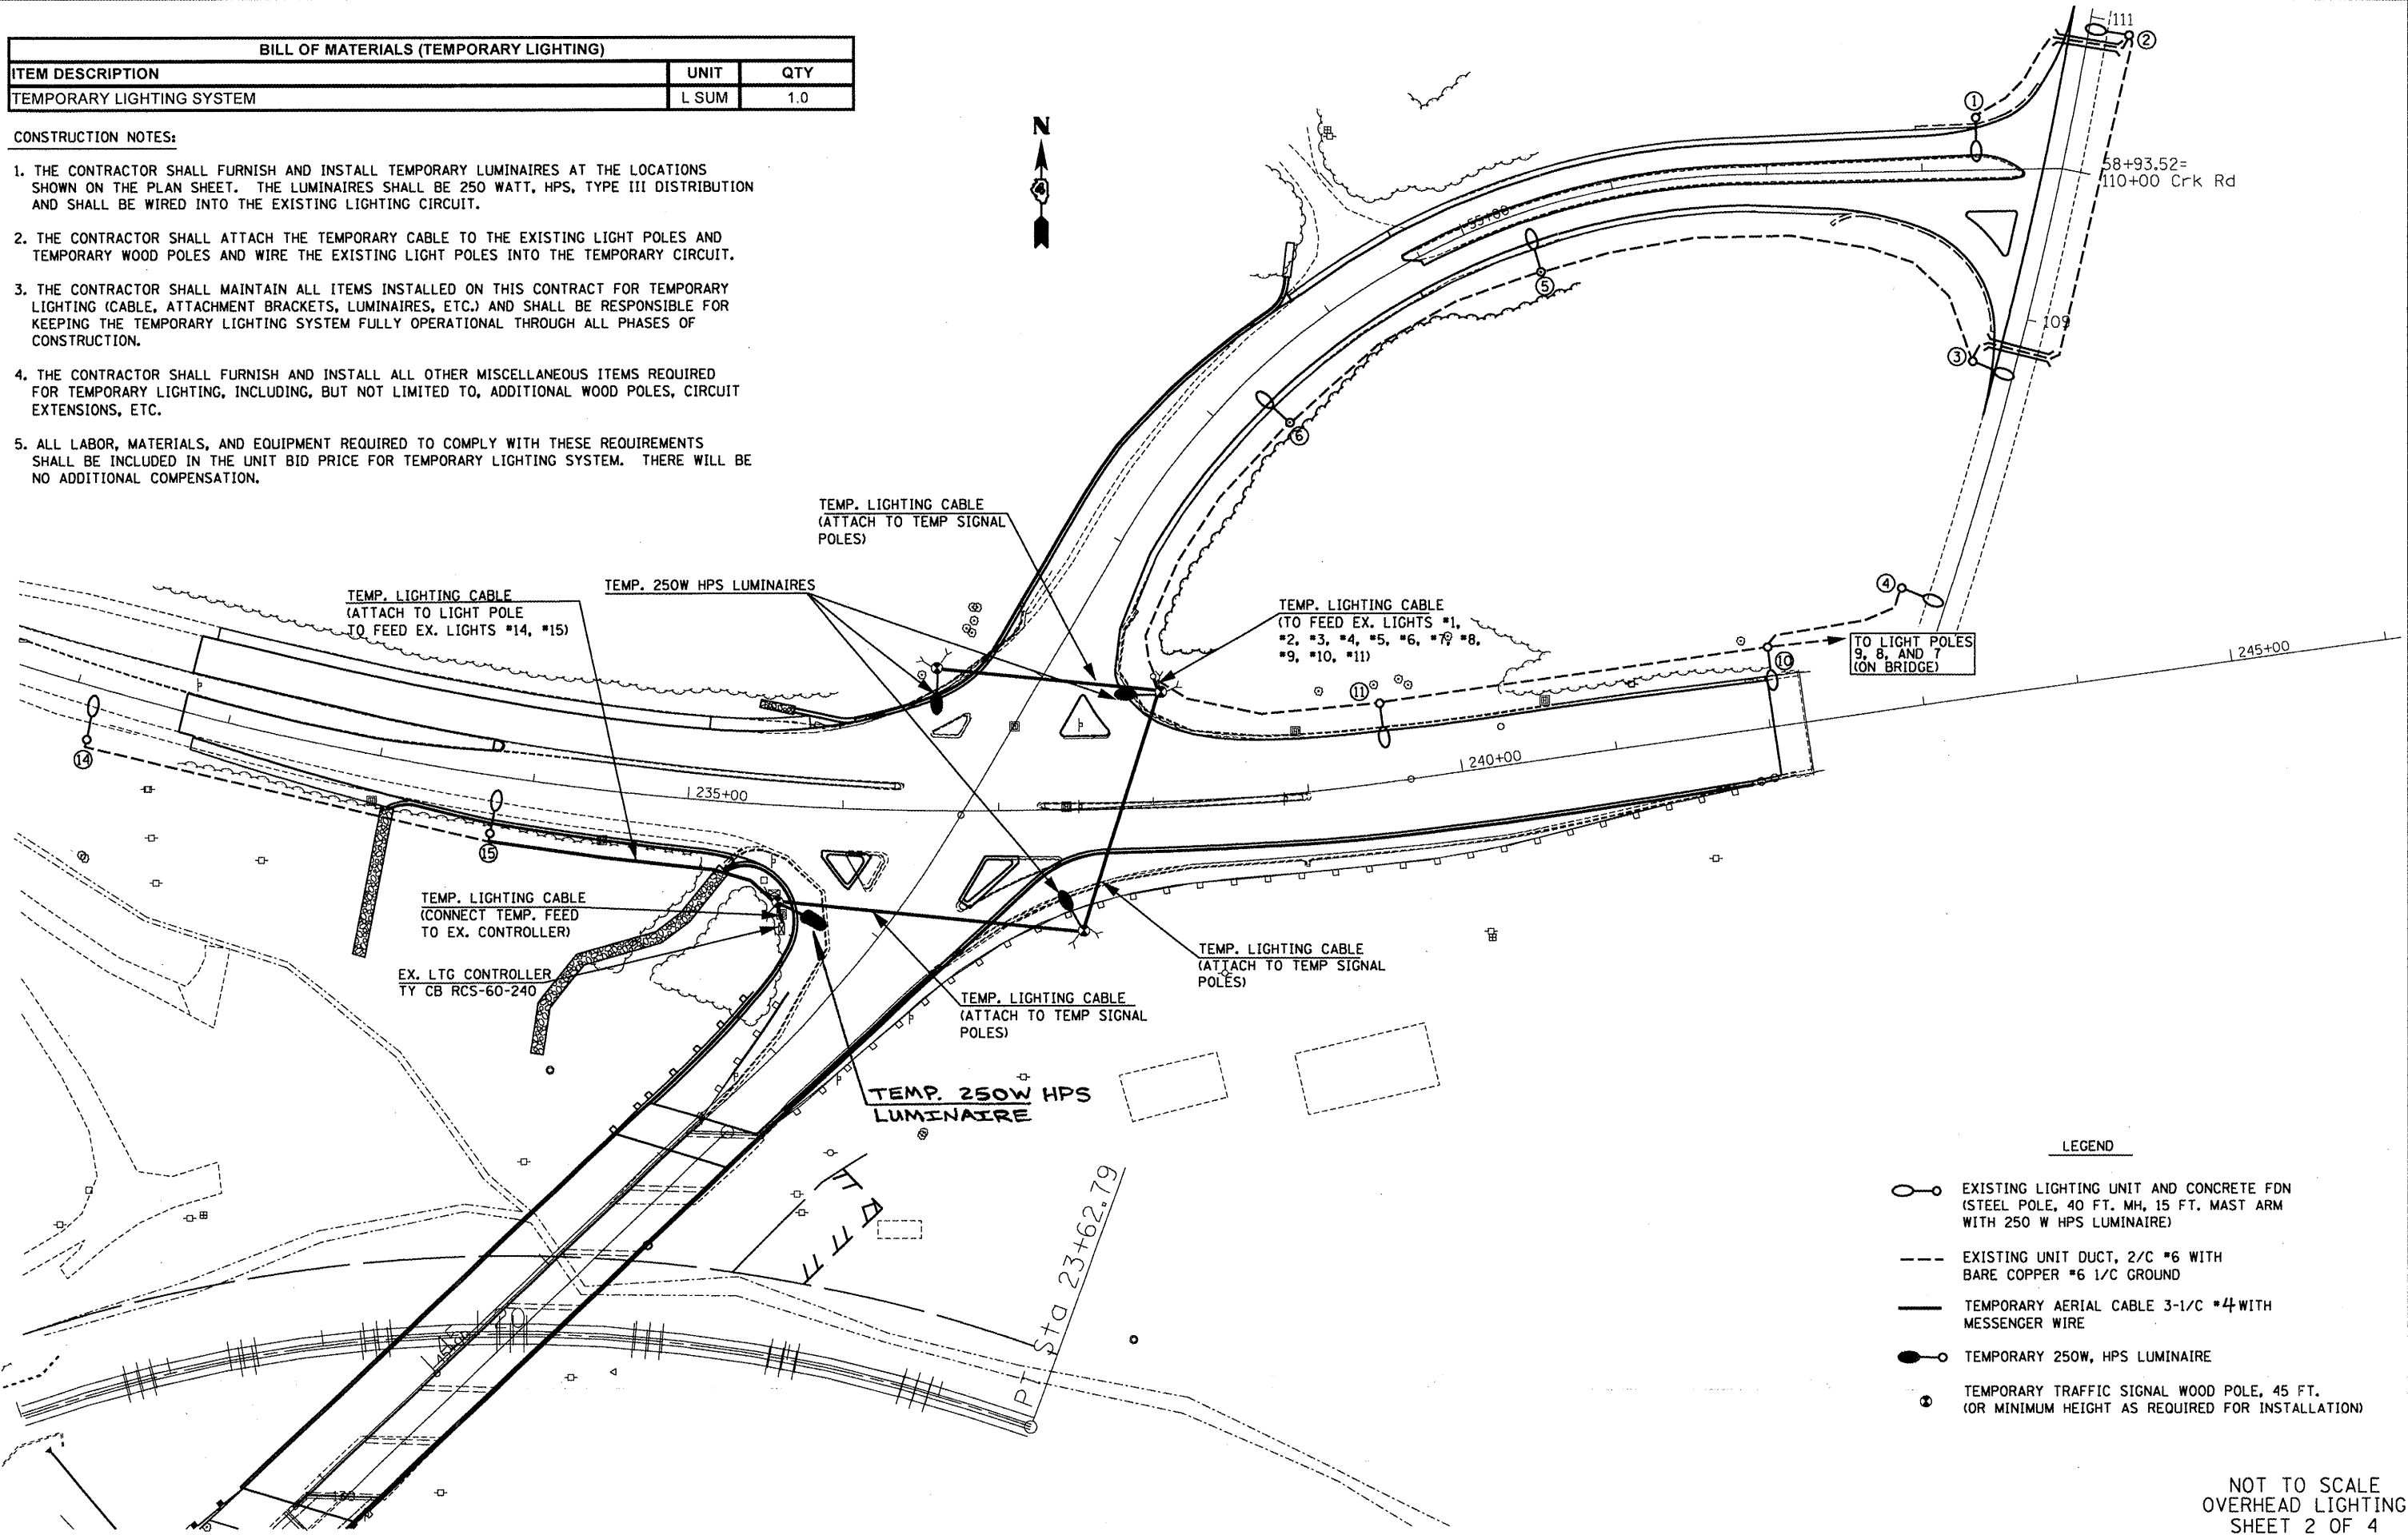 BILL OF MATERIALS (TEMPORARY LIGHTING)
ITEM DESCRIPTION UNIT QTY
TEMPORARY LIGHTING SYSTEM L SUM 1.0
CONSTRUCTION NOTES:
1. THE CONTRACTOR SHALL FURNISH AND INSTALL TEMPORARY LUMINAIRES AT THE LOCATIONS
SHOWN ON THE PLAN SHEET. THE LUMINAIRES SHALL BE 250 WATT, HPS, TYPE III DISTRIBUTION
AND SHALL BE WIRED INTO THE EXISTING LIGHTING CIRCUIT.
2. THE CONTRACTOR SHALL ATTACH THE TEMPORARY CABLE TO THE EXISTING LIGHT POLES AND
TEMPORARY WOOD POLES AND WIRE THE EXISTING LIGHT POLES INTO THE TEMPORARY CIRCUIT.
3. THE CONTRACTOR SHALL MAINTAIN ALL ITEMS INSTALLED ON THIS CONTRACT FOR TEMPORARY
LIGHTING (CABLE, ATTACHMENT BRACKETS, LUMINAIRES, ETC.) AND SHALL BE RESPONSIBLE FOR
KEEPING THE TEMPORARY LIGHTING SYSTEM FULLY OPERATIONAL THROUGH ALL PHASES OF
CONSTRUCTION.
4. THE CONTRACTOR SHALL FURNISH AND INSTALL ALL OTHER MISCELLANEOUS ITEMS REQUIRED
FOR TEMPORARY LIGHTING, INCLUDING, BUT NOT LIMITED TO, ADDITIONAL WOOD POLES, CIRCUIT
EXTENSIONS, ETC.
5. ALL LABOR, MATERIALS, AND EQUIPMENT REQUIRED TO COMPLY WITH THESE REQUIREMENTS
SHALL BE INCLUDED IN THE UNIT BID PRICE FOR TEMPORARY LIGHTING SYSTEM. THERE WILL BE
NO ADDITIONAL COMPENSATION.
N
4
111
2
1
58+93.52=
110+00 Crk Rd
55+00
5
109
3
6
TEMP. LIGHTING CABLE
(ATTACH TO TEMP SIGNAL
POLES)
TEMP. 250W HPS LUMINAIRES
TEMP. LIGHTING CABLE
(ATTACH TO LIGHT POLE
TO FEED EX. LIGHTS #14, #15)
TEMP. LIGHTING CABLE
(TO FEED EX. LIGHTS #1,
#2, #3, #4, #5, #6, #7, #8,
#9, #10, #11)
4
TO LIGHT POLES
9, 8, AND 7
(ON BRIDGE)
10
11
245+00
240+00
235+00
14
15
TEMP. LIGHTING CABLE
(CONNECT TEMP. FEED
TO EX. CONTROLLER)
EX. LTG CONTROLLER
TY CB RCS-60-240
TEMP. LIGHTING CABLE
(ATTACH TO TEMP SIGNAL
POLES)
TEMP. LIGHTING CABLE
(ATTACH TO TEMP SIGNAL
POLES)
TEMP. 250W HPS
LUMINAIRE
PT Sta 23+62.79
130
LEGEND
EXISTING LIGHTING UNIT AND CONCRETE FDN
(STEEL POLE, 40 FT. MH, 15 FT. MAST ARM
WITH 250 W HPS LUMINAIRE)
EXISTING UNIT DUCT, 2/C #6 WITH
BARE COPPER #6 1/C GROUND
TEMPORARY AERIAL CABLE 3-1/C #4 WITH
MESSENGER WIRE
TEMPORARY 250W, HPS LUMINAIRE
TEMPORARY TRAFFIC SIGNAL WOOD POLE, 45 FT.
(OR MINIMUM HEIGHT AS REQUIRED FOR INSTALLATION)
NOT TO SCALE
OVERHEAD LIGHTING
SHEET 2 OF 4